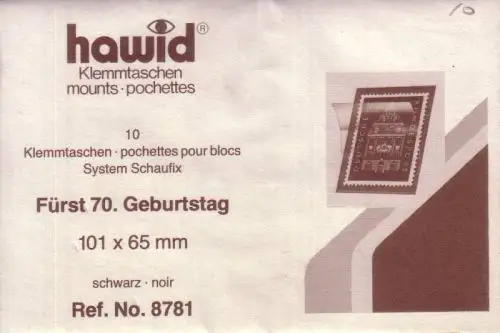 10
hawid®
Klemmtaschen
mounts · pochettes
10
Klemmtaschen · pochettes pour blocs
System Schaufix
Fürst 70. Geburtstag
101 x 65 mm
schwarz · noir
Ref. No. 8781